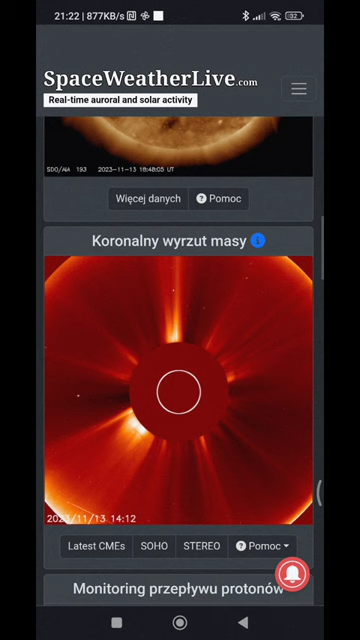 21:22 | 877KB/s
32
SpaceWeatherLive.com
Real-time auroral and solar activity
SDO/AIA 193 2023-11-13 18:48:05 UT
Więcej danych
Pomoc
Koronalny wyrzut masy
2023/11/13 14:12
Latest CMEs
SOHO
STEREO
Pomoc
Monitoring przepływu protonów